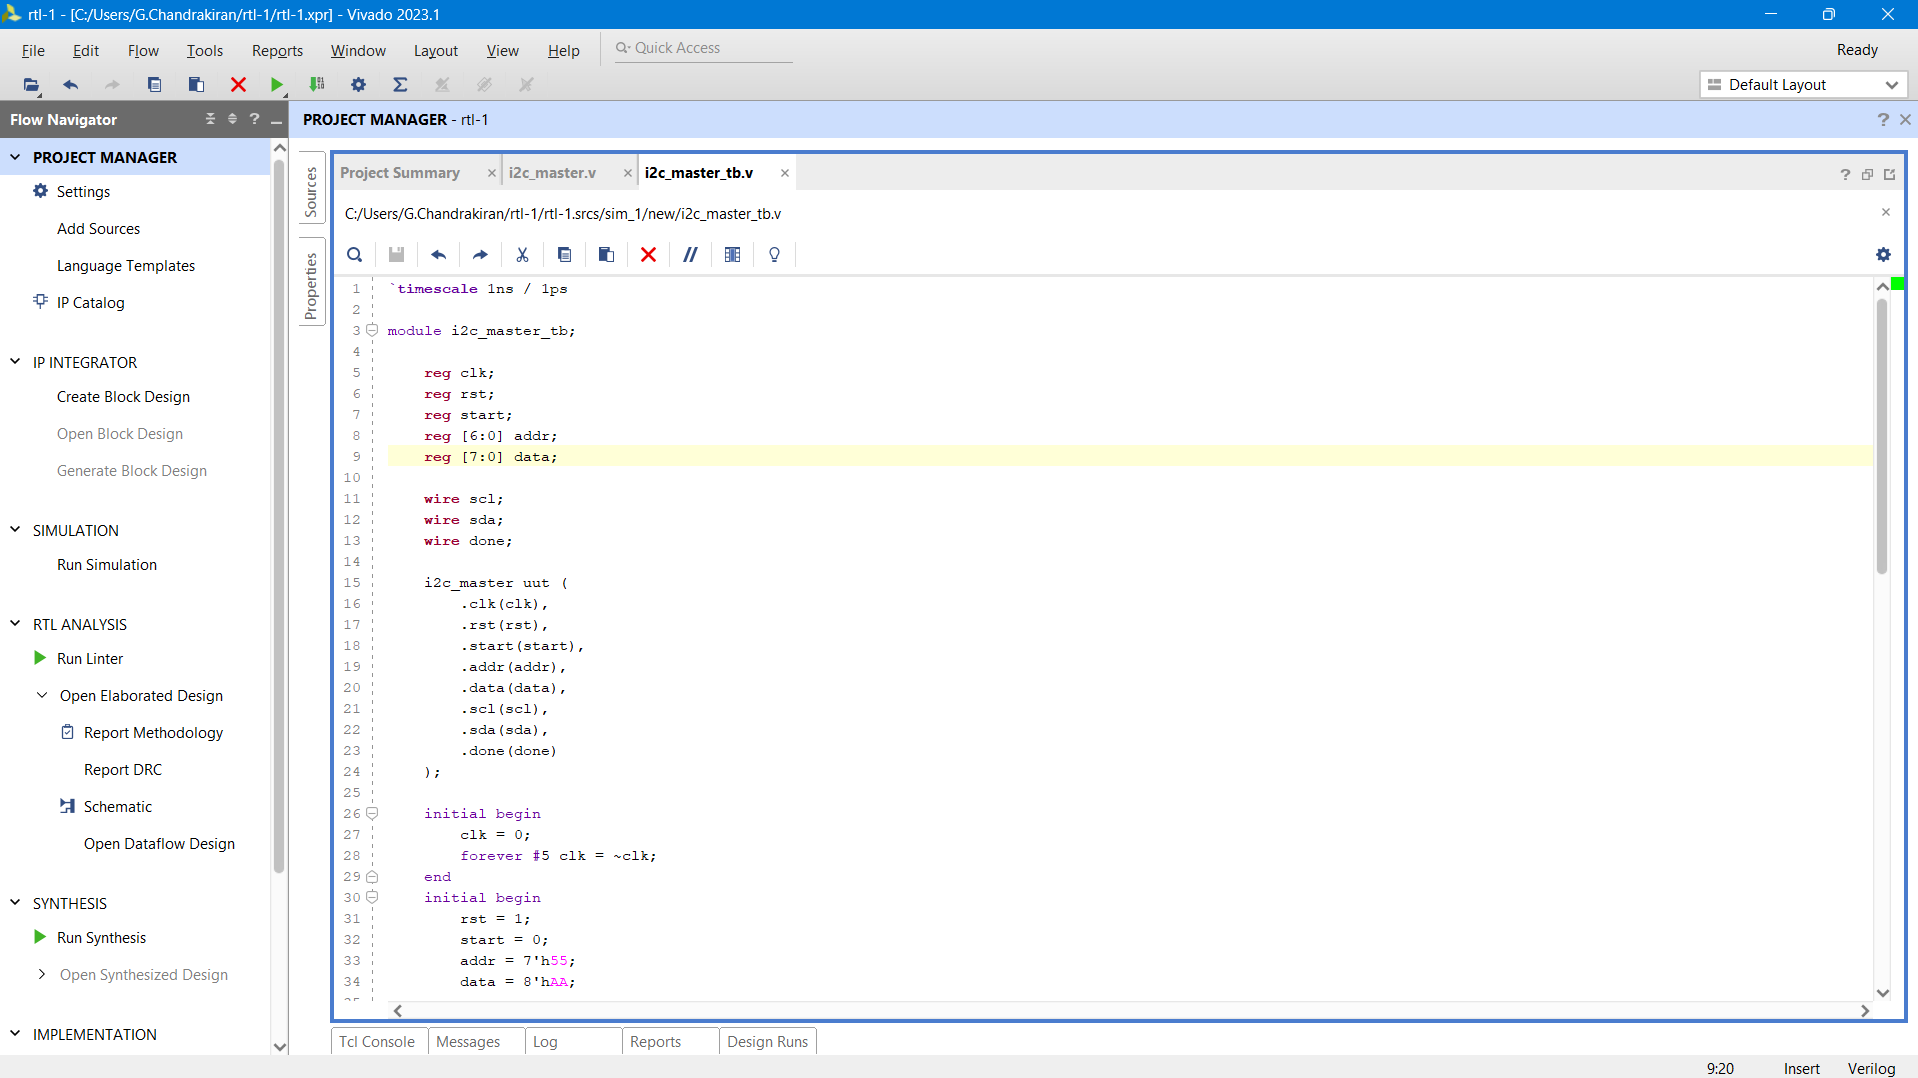 rtl-1 - [C:/Users/G.Chandrakiran/rtl-1/rtl-1.xpr] - Vivado 2023.1
File Edit Flow Tools Reports Window Layout View Help
Quick Access
Ready
Default Layout
Flow Navigator
PROJECT MANAGER - rtl-1
PROJECT MANAGER
Settings
Add Sources
Language Templates
IP Catalog
IP INTEGRATOR
Create Block Design
Open Block Design
Generate Block Design
SIMULATION
Run Simulation
RTL ANALYSIS
Run Linter
Open Elaborated Design
Report Methodology
Report DRC
Schematic
Open Dataflow Design
SYNTHESIS
Run Synthesis
Open Synthesized Design
IMPLEMENTATION
Sources
Properties
Project Summary
i2c_master.v
i2c_master_tb.v
C:/Users/G.Chandrakiran/rtl-1/rtl-1.srcs/sim_1/new/i2c_master_tb.v
1 `timescale 1ns / 1ps
2
3 module i2c_master_tb;
4
5 reg clk;
6 reg rst;
7 reg start;
8 reg [6:0] addr;
9 reg [7:0] data;
10
11 wire scl;
12 wire sda;
13 wire done;
14
15 i2c_master uut (
16 .clk(clk),
17 .rst(rst),
18 .start(start),
19 .addr(addr),
20 .data(data),
21 .scl(scl),
22 .sda(sda),
23 .done(done)
24 );
25
26 initial begin
27 clk = 0;
28 forever #5 clk = ~clk;
29 end
30 initial begin
31 rst = 1;
32 start = 0;
33 addr = 7'h55;
34 data = 8'hAA;
Tcl Console
Messages
Log
Reports
Design Runs
9:20
Insert
Verilog